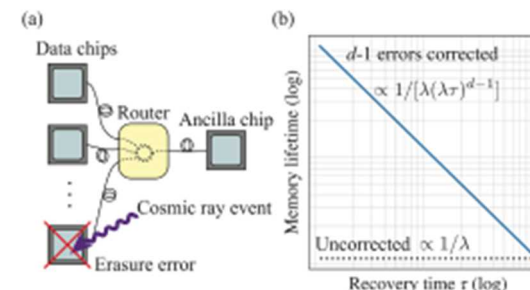 (a)
Data chips
Router
Ancilla chip
Cosmic ray event
Erasure error
(b)
d-1 errors corrected
∝ 1/[λ(λτ)^{d−1}]
Memory lifetime (log)
Uncorrected ∝ 1/λ
Recovery time τ (log)